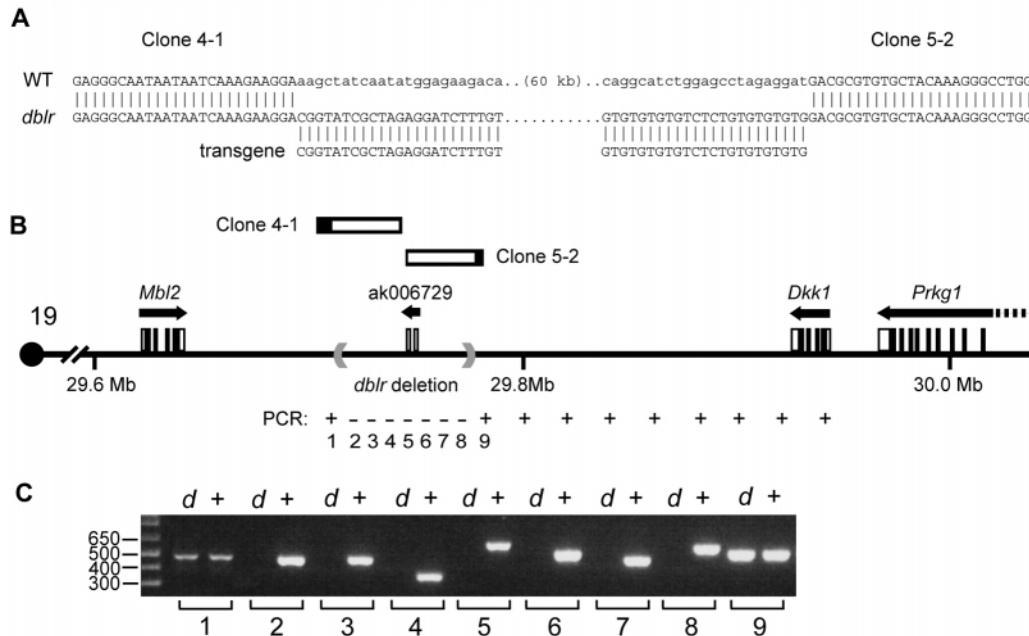 A
Clone 4-1 Clone 5-2
WT GAGGGCAATAATAATCAAAGAAGGAaagctatcaatatggagaagaca..(60 kb)...caggcatctggagcctagaggatGACGCGTGTGCTACAAAGGGCCTGG
dblr GAGGGCAATAATAATCAAAGAAGGACGGTATCGCTAGAGGATCTTTGT...........GTGTGTGTGTCTCTGTGTGTGTGGACGCGTGTGCTACAAAGGGCCTGG
transgene CGGTATCGCTAGAGGATCTTTGT GTGTGTGTGTCTCTGTGTGTGTG
B
Clone 4-1
Clone 5-2
19 Mbl2 ak006729 Dkk1 Prkg1
29.6 Mb dblr deletion 29.8Mb 30.0 Mb
PCR: + – – – – – – – + + + + + + + + +
1 2 3 4 5 6 7 8 9
C
d + d + d + d + d + d + d + d + d +
650
500
400
300
1 2 3 4 5 6 7 8 9